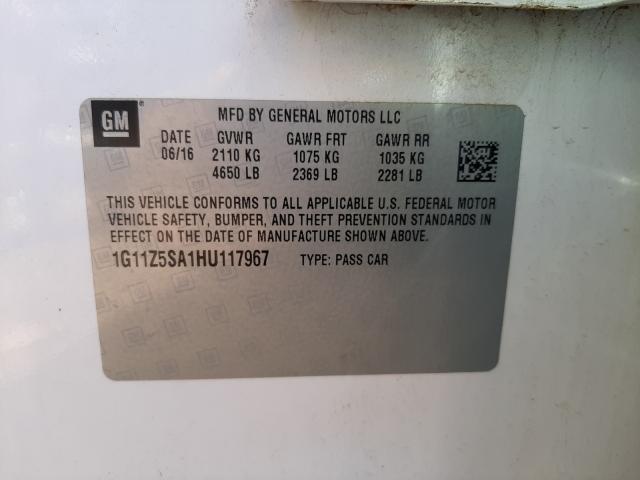 GM
MFD BY GENERAL MOTORS LLC
DATE GVWR GAWR FRT GAWR RR
06/16 2110 KG 1075 KG 1035 KG
4650 LB 2369 LB 2281 LB
THIS VEHICLE CONFORMS TO ALL APPLICABLE U.S. FEDERAL MOTOR
VEHICLE SAFETY, BUMPER, AND THEFT PREVENTION STANDARDS IN
EFFECT ON THE DATE OF MANUFACTURE SHOWN ABOVE.
1G11Z5SA1HU117967 TYPE: PASS CAR